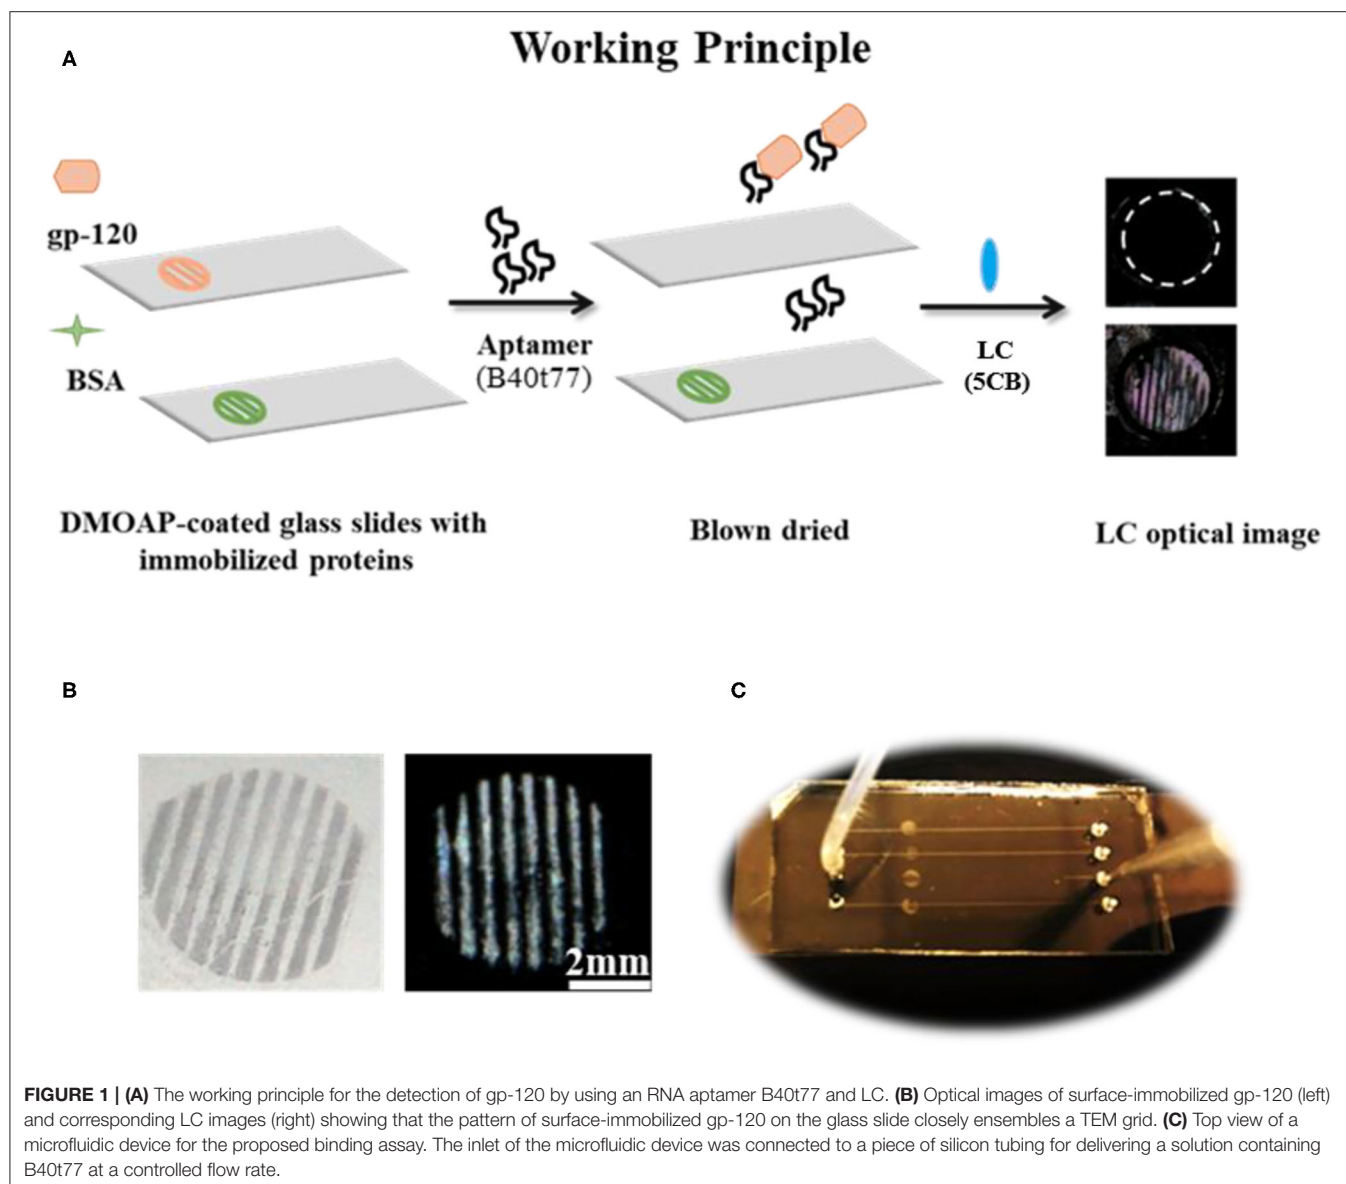 A
Working Principle
gp-120
BSA
Aptamer
(B40t77)
LC
(5CB)
DMOAP-coated glass slides with
immobilized proteins
Blown dried
LC optical image
B
C
2mm
FIGURE 1 | (A) The working principle for the detection of gp-120 by using an RNA aptamer B40t77 and LC. (B) Optical images of surface-immobilized gp-120 (left)
and corresponding LC images (right) showing that the pattern of surface-immobilized gp-120 on the glass slide closely ensembles a TEM grid. (C) Top view of a
microfluidic device for the proposed binding assay. The inlet of the microfluidic device was connected to a piece of silicon tubing for delivering a solution containing
B40t77 at a controlled flow rate.